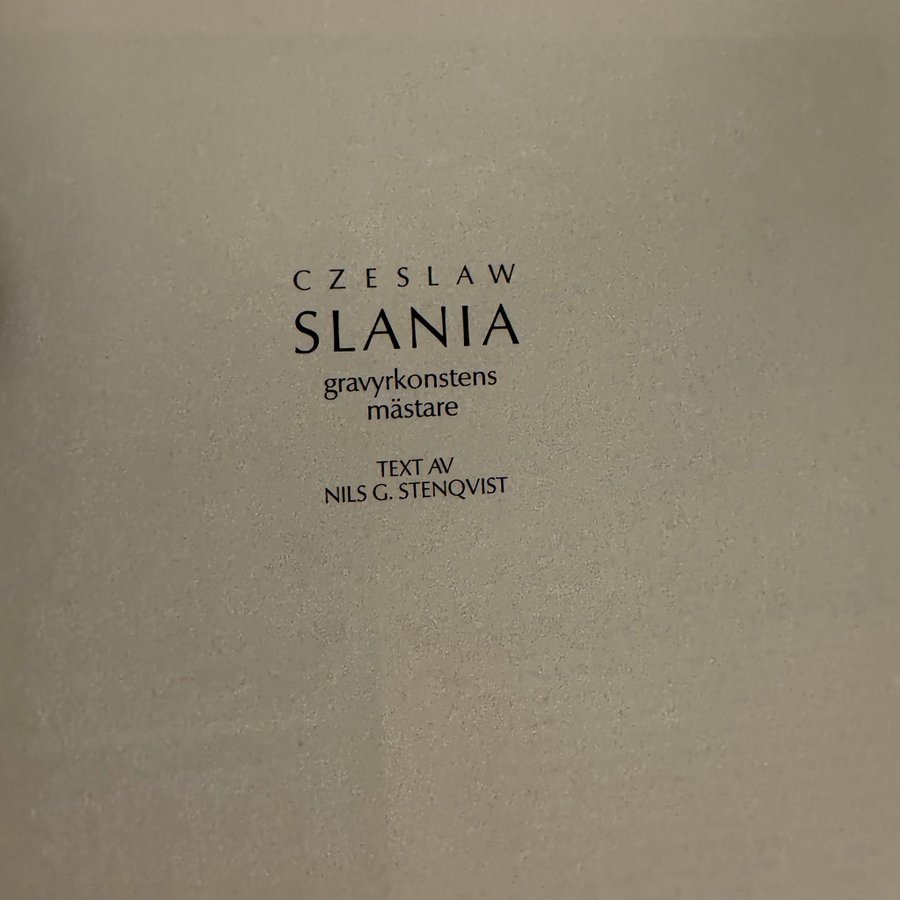 CZESLAW
SLANIA
gravyrkonstens
mästare
TEXT AV
NILS G. STENQVIST